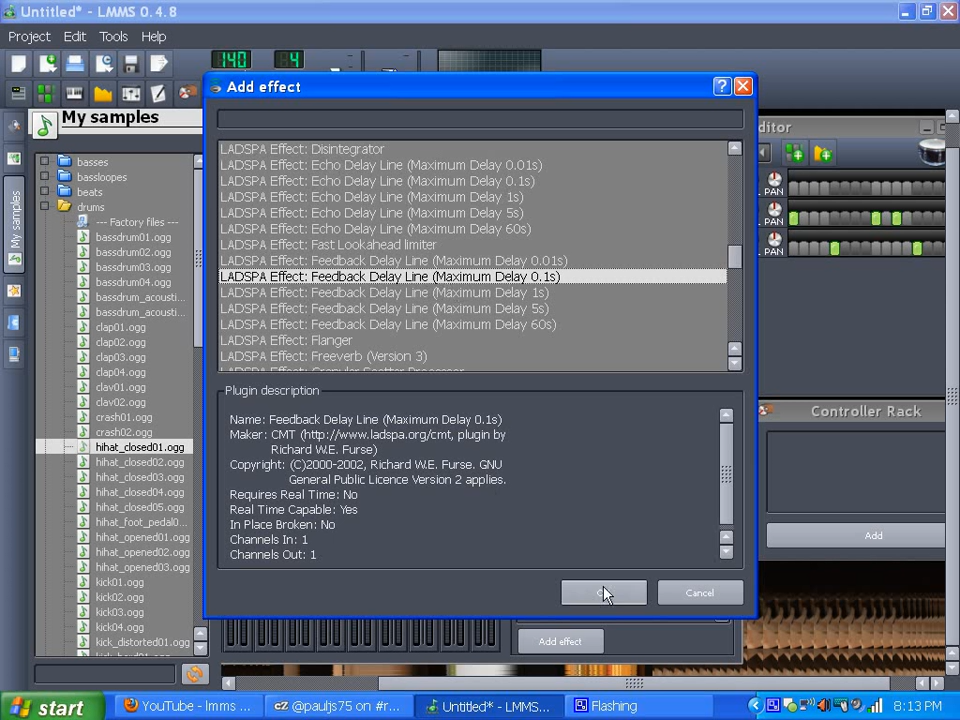 Untitled* - LMMS 0.4.8
Project Edit Tools Help
140
4
Add effect
My samples
My samples
basses
bassloopes
beats
drums
--- Factory files ---
bassdrum01.ogg
bassdrum02.ogg
bassdrum03.ogg
bassdrum04.ogg
bassdrum_acousti...
bassdrum_acousti...
clap01.ogg
clap02.ogg
clap03.ogg
clap04.ogg
clav01.ogg
clav02.ogg
crash01.ogg
crash02.ogg
hihat_closed01.ogg
hihat_closed02.ogg
hihat_closed03.ogg
hihat_closed04.ogg
hihat_closed05.ogg
hihat_foot_pedal0...
hihat_opened01.ogg
hihat_opened02.ogg
hihat_opened03.ogg
kick01.ogg
kick02.ogg
kick03.ogg
kick04.ogg
kick_distorted01.ogg
LADSPA Effect: Disintegrator
LADSPA Effect: Echo Delay Line (Maximum Delay 0.01s)
LADSPA Effect: Echo Delay Line (Maximum Delay 0.1s)
LADSPA Effect: Echo Delay Line (Maximum Delay 1s)
LADSPA Effect: Echo Delay Line (Maximum Delay 5s)
LADSPA Effect: Echo Delay Line (Maximum Delay 60s)
LADSPA Effect: Fast Lookahead limiter
LADSPA Effect: Feedback Delay Line (Maximum Delay 0.01s)
LADSPA Effect: Feedback Delay Line (Maximum Delay 0.1s)
LADSPA Effect: Feedback Delay Line (Maximum Delay 1s)
LADSPA Effect: Feedback Delay Line (Maximum Delay 5s)
LADSPA Effect: Feedback Delay Line (Maximum Delay 60s)
LADSPA Effect: Flanger
LADSPA Effect: Freeverb (Version 3)
Plugin description
Name: Feedback Delay Line (Maximum Delay 0.1s)
Maker: CMT (http://www.ladspa.org/cmt, plugin by
Richard W.E. Furse)
Copyright: (C)2000-2002, Richard W.E. Furse. GNU
General Public Licence Version 2 applies.
Requires Real Time: No
Real Time Capable: Yes
In Place Broken: No
Channels In: 1
Channels Out: 1
Cancel
ditor
PAN
PAN
PAN
Controller Rack
Add
Add effect
start
YouTube - lmms ...
@pauljs75 on #r...
Untitled* - LMMS...
Flashing
8:13 PM